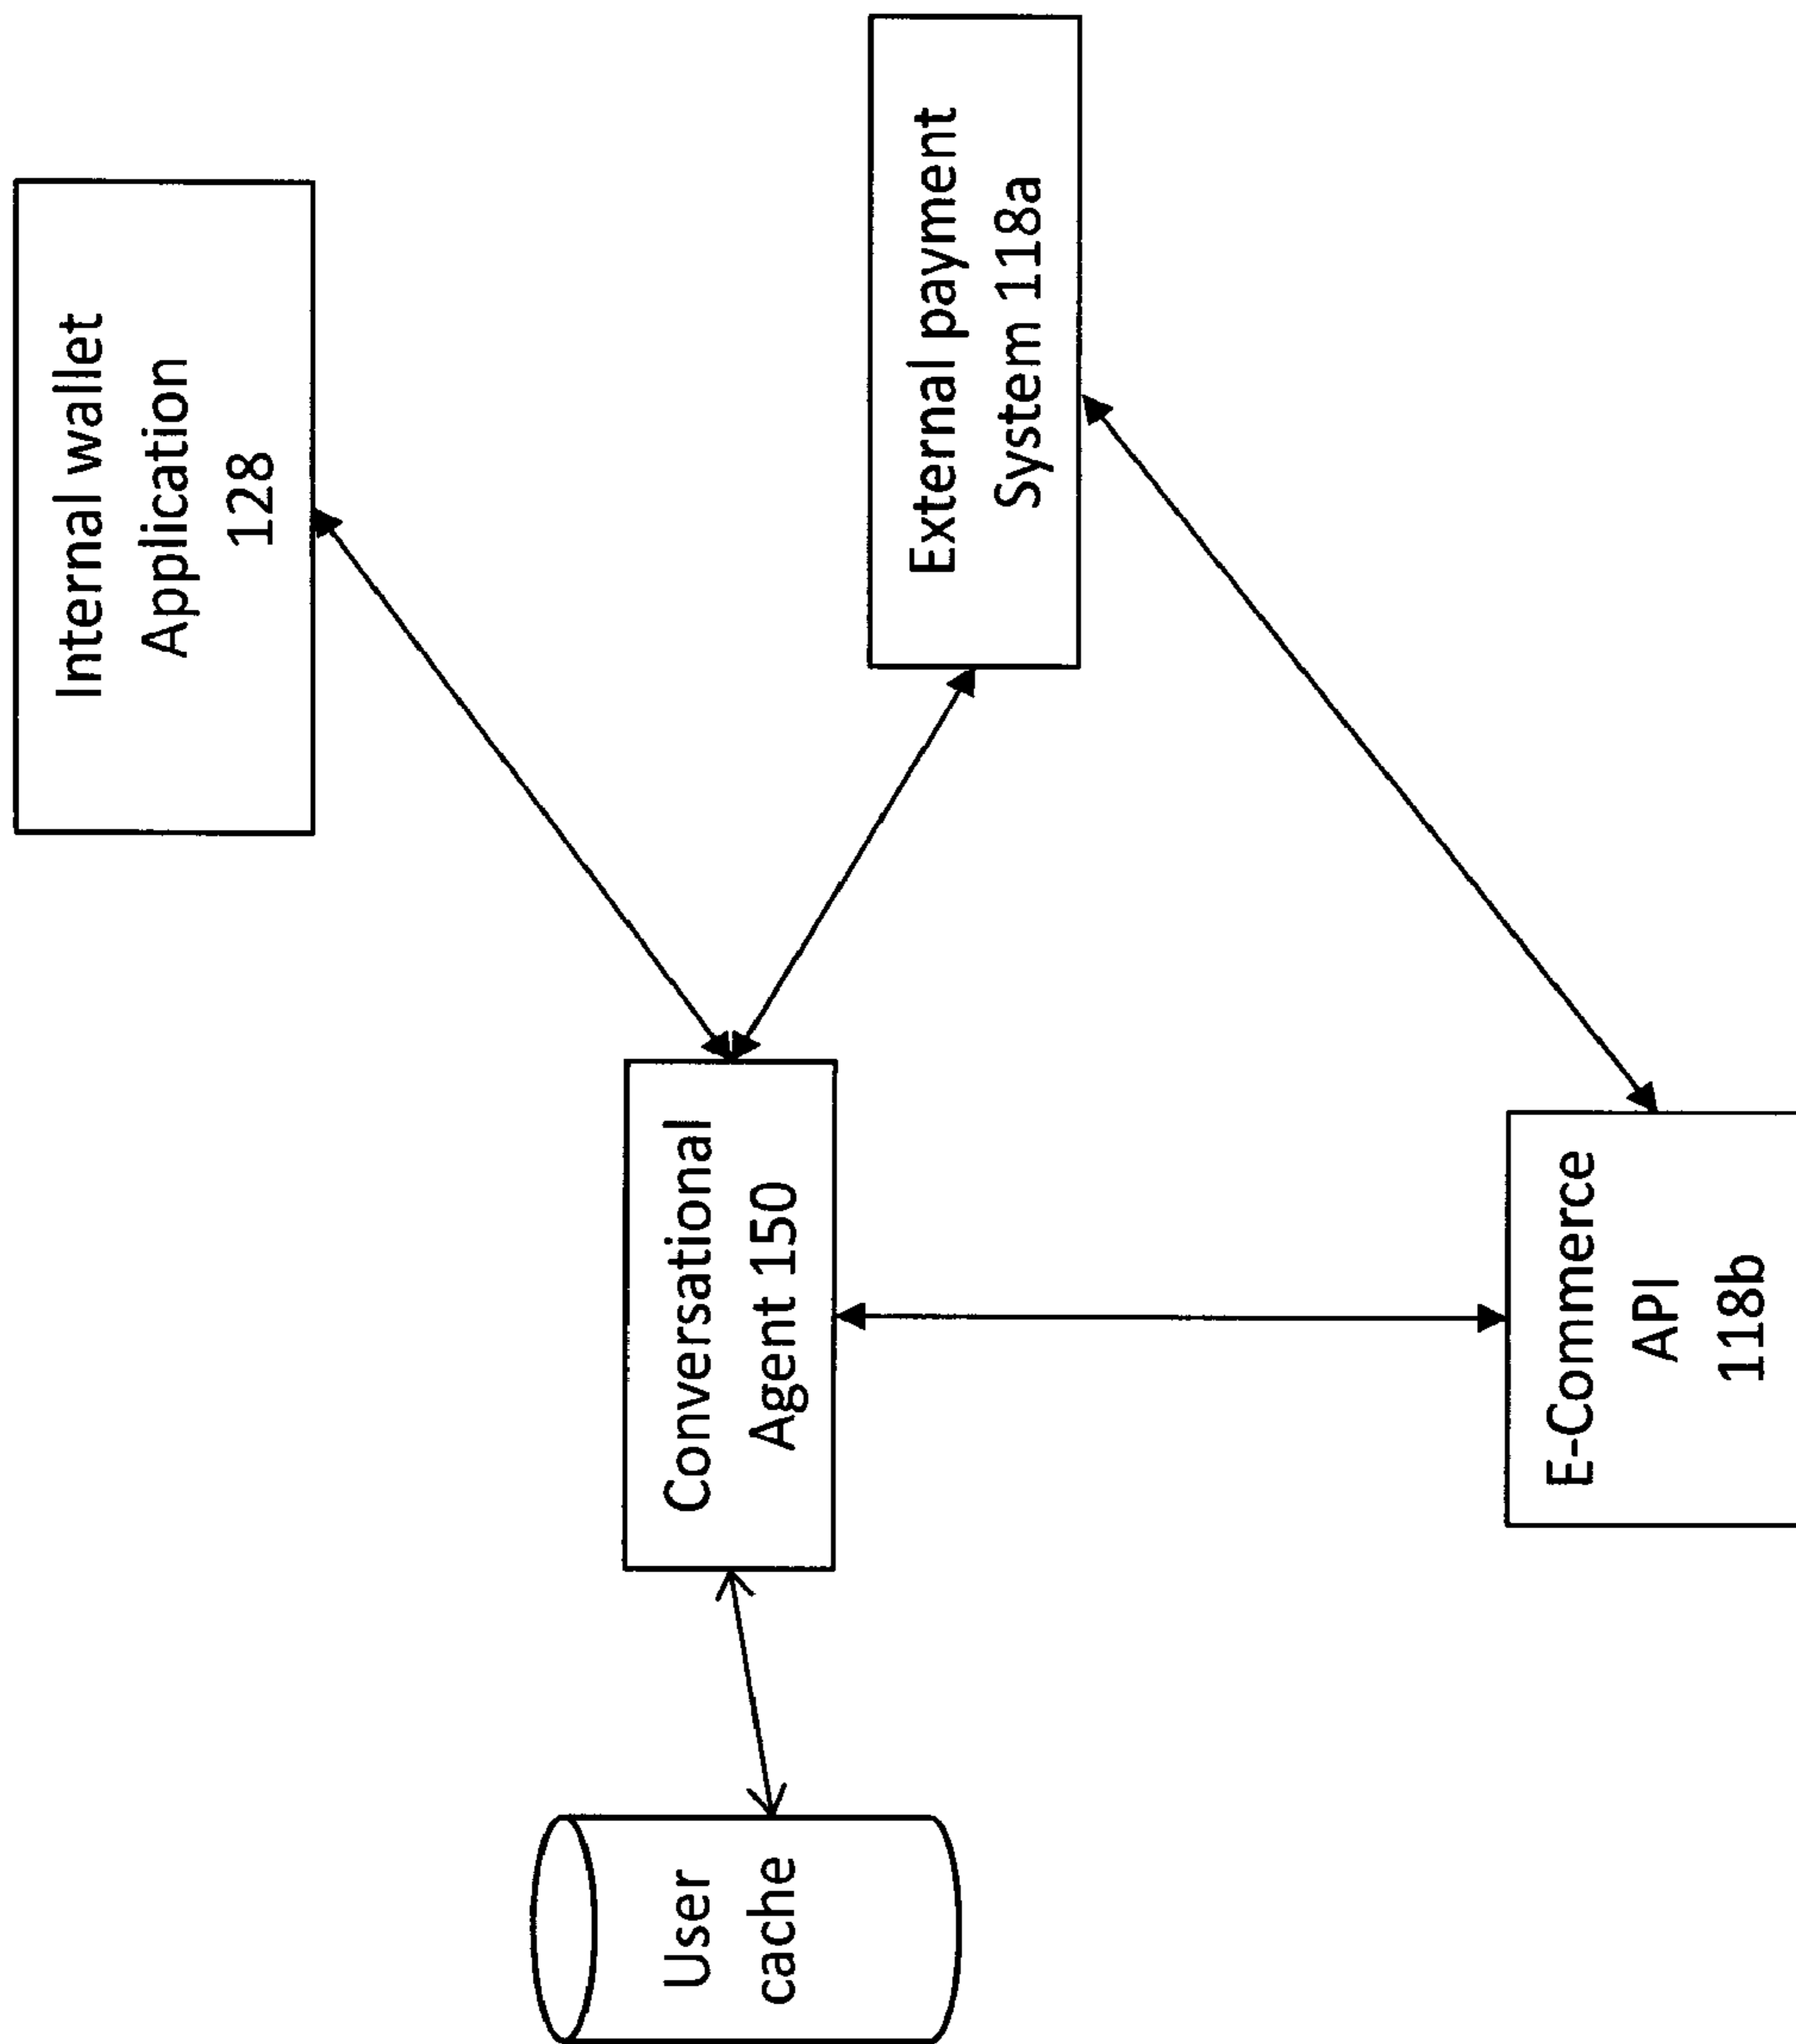 Internal wallet
Application
128
External payment
System 118a
Conversational
Agent 150
E-Commerce
API
118b
User
cache